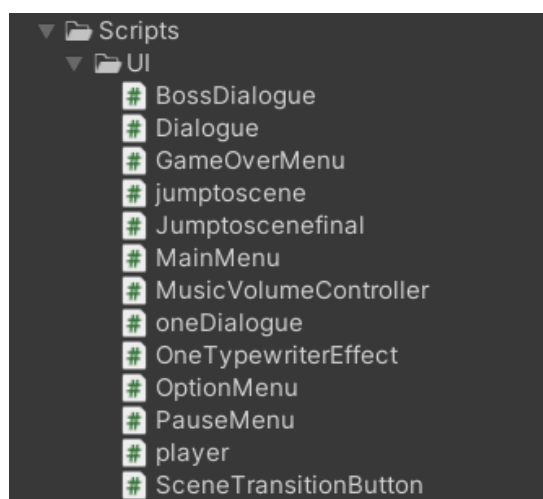 Scripts
UI
# BossDialogue
# Dialogue
# GameOverMenu
# jumptoscene
# Jumptoscenefinal
# MainMenu
# MusicVolumeController
# oneDialogue
# OneTypewriterEffect
# OptionMenu
# PauseMenu
# player
# SceneTransitionButton